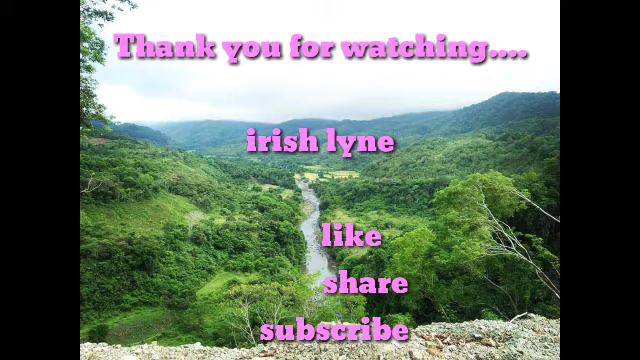 Thank you for watching....
irish lyne
like
share
subscribe